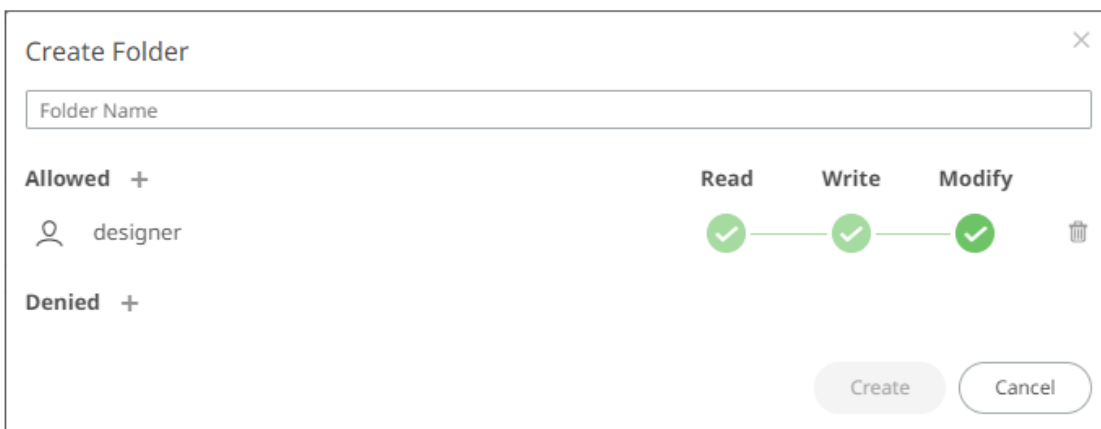 Create Folder
Folder Name
Allowed + Read Write Modify
designer
Denied +
Create Cancel